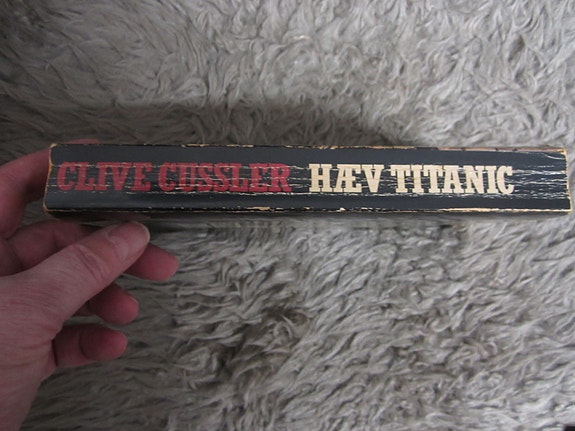 CLIVE CUSSLER HÆV TITANIC